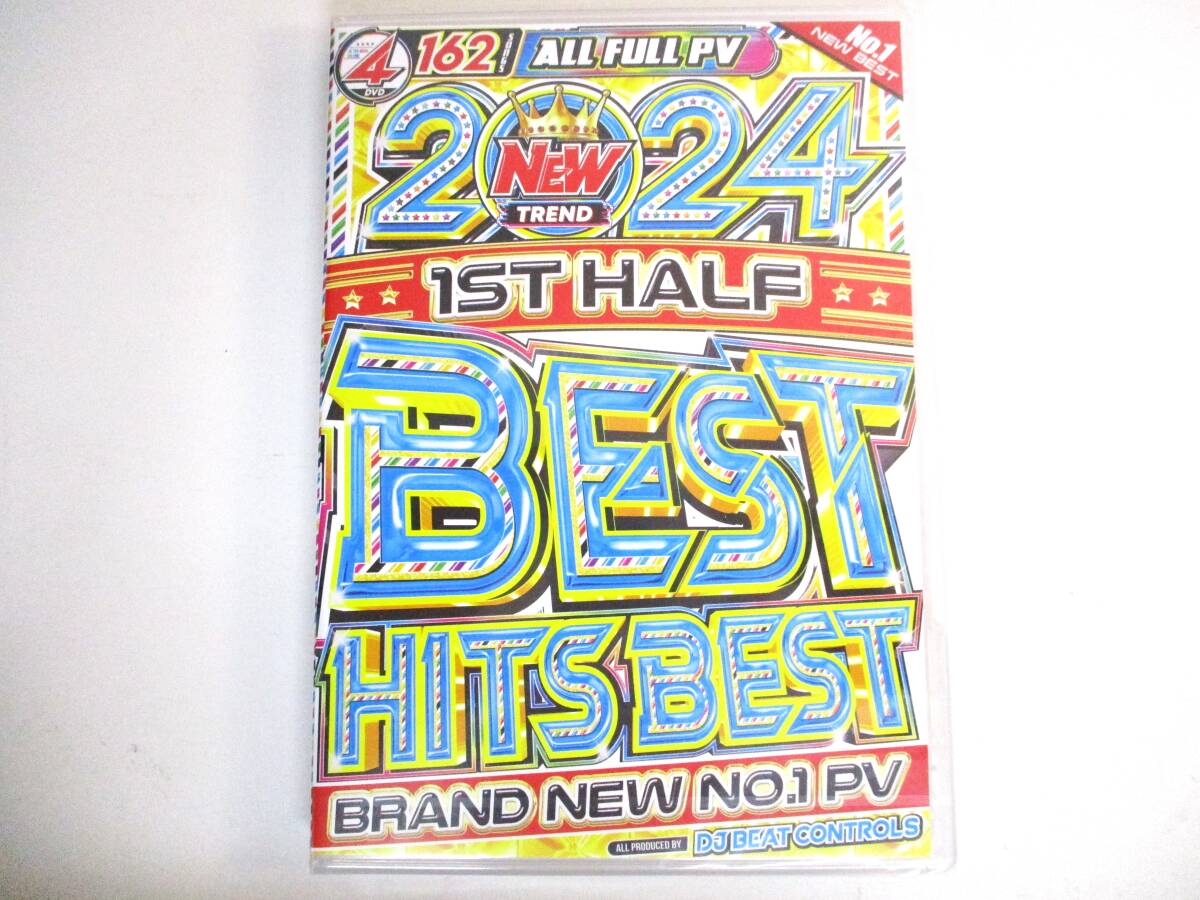 4
DVD
162 SONGS
ALL FULL PV
NO.1
NEW BEST
2024
NEW
TREND
1ST HALF
BEST
HITS BEST
BRAND NEW NO.1 PV
ALL PRODUCED BY DJ BEAT CONTROLS